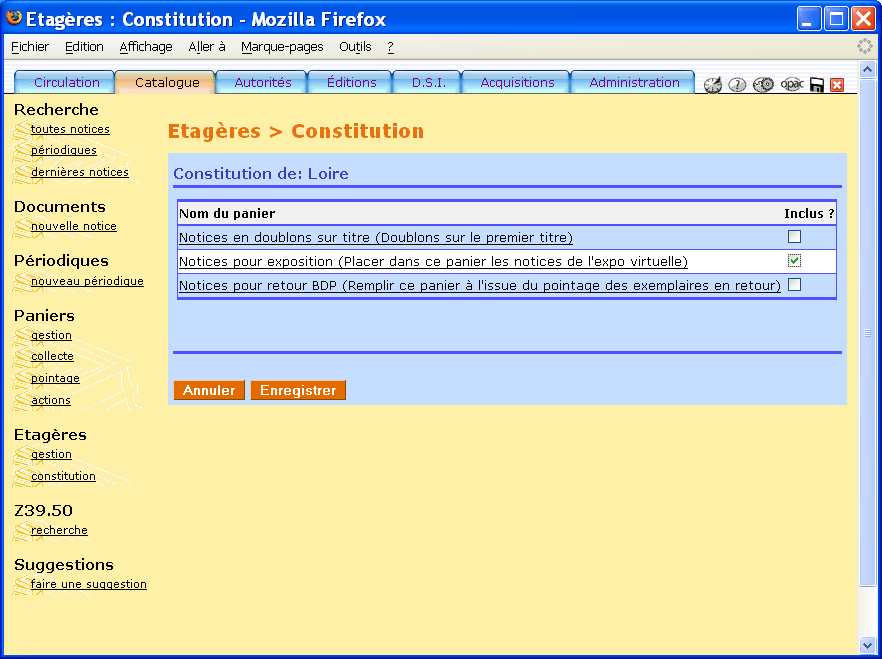 Etagères : Constitution - Mozilla Firefox
Fichier Edition Affichage Aller à Marque-pages Outils ?
Circulation Catalogue Autorités Éditions D.S.I. Acquisitions Administration ? opac
Recherche
toutes notices
périodiques
dernières notices
Documents
nouvelle notice
Périodiques
nouveau périodique
Paniers
gestion
collecte
pointage
actions
Etagères
gestion
constitution
Z39.50
recherche
Suggestions
faire une suggestion
Etagères > Constitution
Constitution de: Loire
Nom du panier Inclus ?
Notices en doublons sur titre (Doublons sur le premier titre)
Notices pour exposition (Placer dans ce panier les notices de l'expo virtuelle)
Notices pour retour BDP (Remplir ce panier à l'issue du pointage des exemplaires en retour)
Annuler Enregistrer